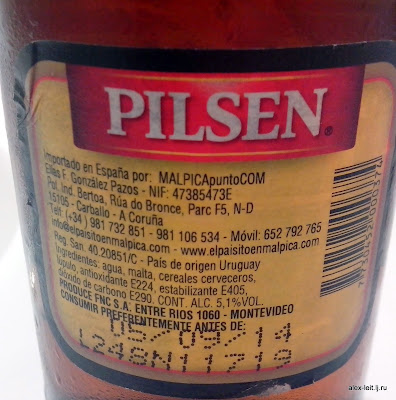 PILSEN®
Importado en España por: MALPICApuntoCOM
Elias F. González Pazos - NIF: 47385473E
Pol. Ind. Bertoa, Rúa do Bronce, Parc F5, N-D
15105 - Carballo - A Coruña
Telf.: (+34) 981 732 851 - 981 106 534 - Móvil: 652 792 765
info@elpaisitoenmalpica.com - www.elpaisitoenmalpica.com
Reg. San. 40.20851/C - País de origen Uruguay
Ingredientes: agua, malta, cereales cerveceros,
lúpulo, antioxidante E224, estabilizante E405,
dióxido de carbono E290. CONT. ALC. 5,1% VOL.
PRODUCE FNC S.A. ENTRE RIOS 1060 - MONTEVIDEO
CONSUMIR PREFERENTEMENTE ANTES DE:
05/09/14
alex-leit.lj.ru